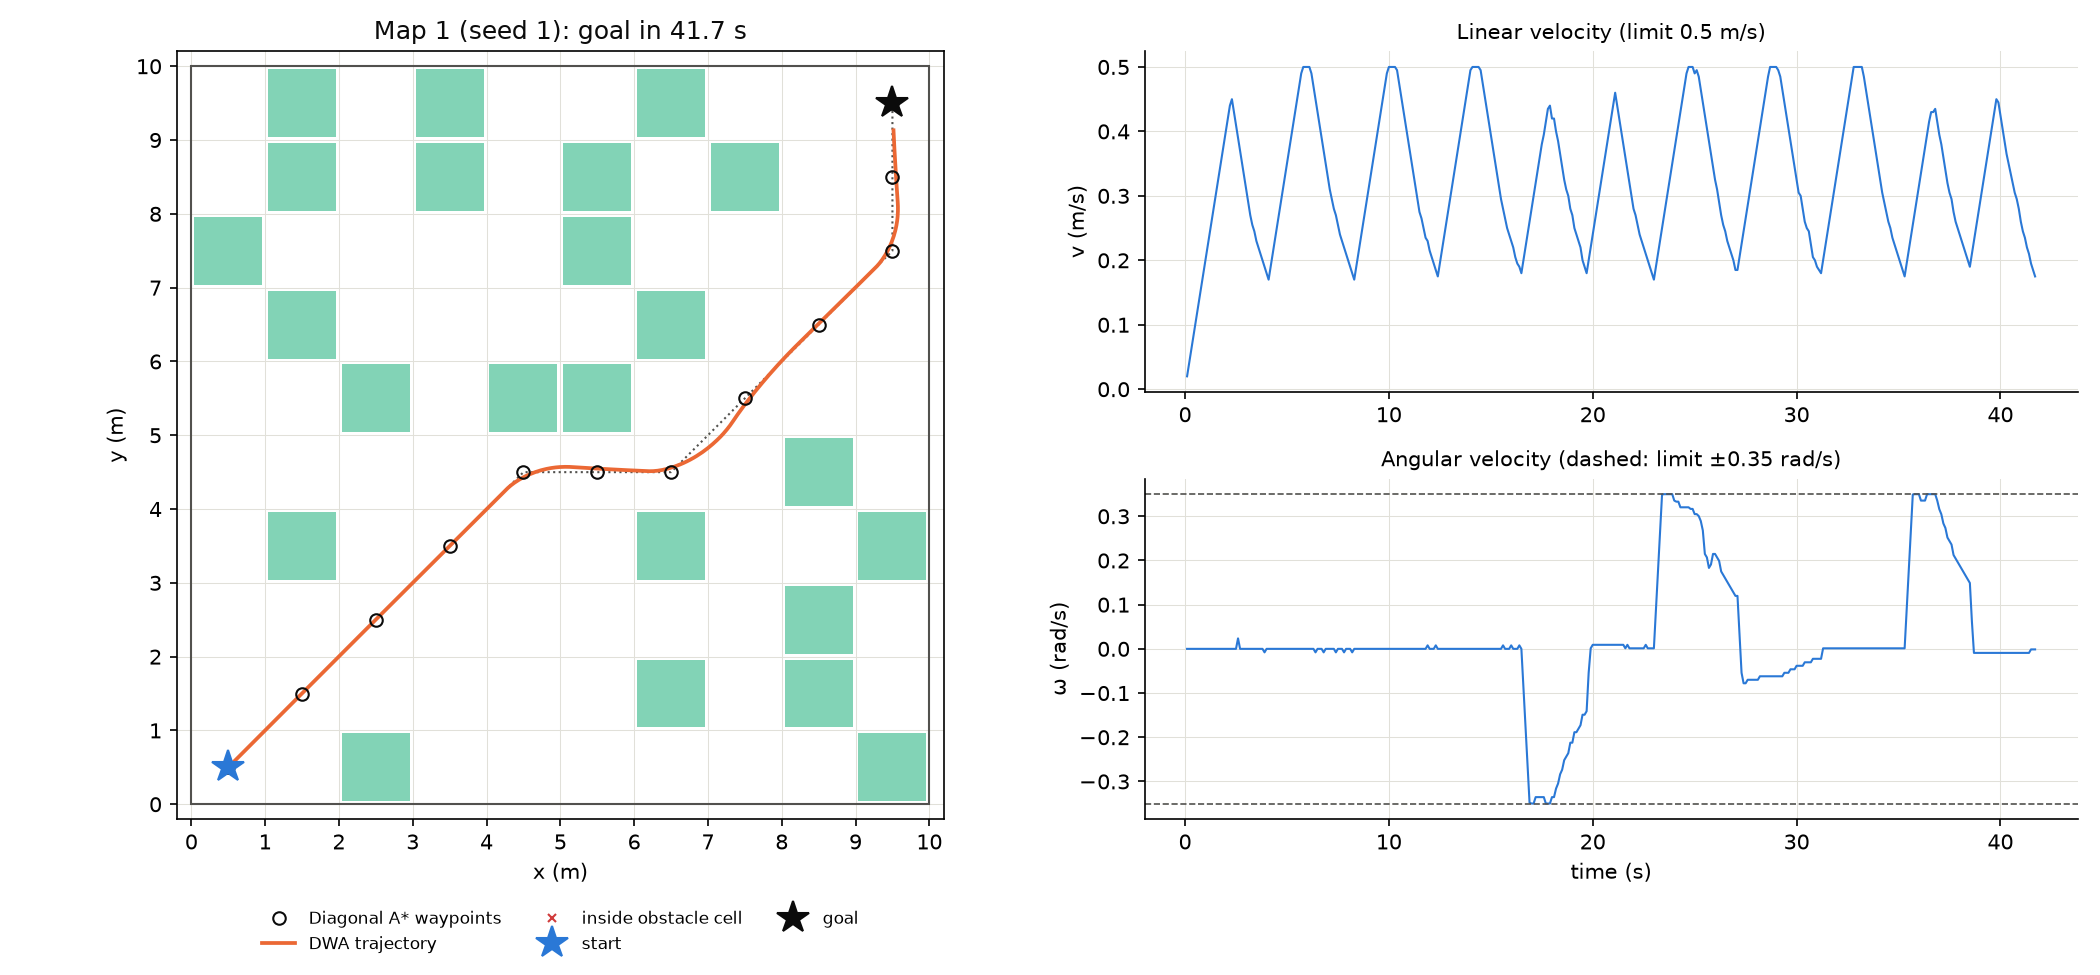 Map 1 (seed 1): goal in 41.7 s
10
9
8
7
6
5
4
3
2
1
0
y (m)
0 1 2 3 4 5 6 7 8 9 10
x (m)
Diagonal A* waypoints
DWA trajectory
inside obstacle cell
start
goal
Linear velocity (limit 0.5 m/s)
0.5
0.4
0.3
0.2
0.1
0.0
v (m/s)
0 10 20 30 40
Angular velocity (dashed: limit ±0.35 rad/s)
0.3
0.2
0.1
0.0
−0.1
−0.2
−0.3
ω (rad/s)
0 10 20 30 40
time (s)